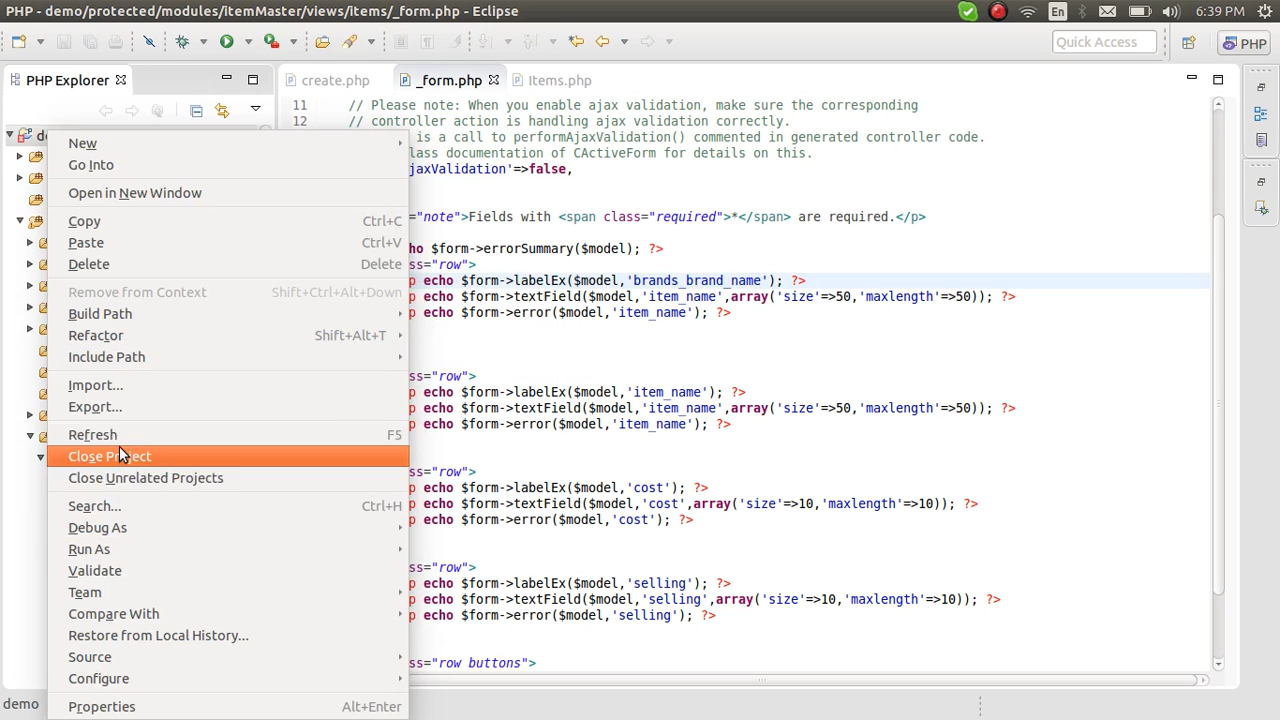 PHP - demo/protected/modules/itemMaster/views/items/_form.php - Eclipse
En
6:39 PM
Quick Access
PHP
PHP Explorer
create.php
_form.php
Items.php
11 // Please note: When you enable ajax validation, make sure the corresponding
12 // controller action is handling ajax validation correctly.
is a call to performAjaxValidation() commented in generated controller code.
lass documentation of CActiveForm for details on this.
ajaxValidation'=>false,
="note">Fields with <span class="required">*</span> are required.</p>
ho $form->errorSummary($model); ?>
ss="row">
p echo $form->labelEx($model,'brands_brand_name'); ?>
p echo $form->textField($model,'item_name',array('size'=>50,'maxlength'=>50)); ?>
p echo $form->error($model,'item_name'); ?>
ss="row">
p echo $form->labelEx($model,'item_name'); ?>
p echo $form->textField($model,'item_name',array('size'=>50,'maxlength'=>50)); ?>
p echo $form->error($model,'item_name'); ?>
ss="row">
p echo $form->labelEx($model,'cost'); ?>
p echo $form->textField($model,'cost',array('size'=>10,'maxlength'=>10)); ?>
p echo $form->error($model,'cost'); ?>
ss="row">
p echo $form->labelEx($model,'selling'); ?>
p echo $form->textField($model,'selling',array('size'=>10,'maxlength'=>10)); ?>
p echo $form->error($model,'selling'); ?>
ss="row buttons">
New
Go Into
Open in New Window
Copy Ctrl+C
Paste Ctrl+V
Delete Delete
Remove from Context Shift+Ctrl+Alt+Down
Build Path
Refactor Shift+Alt+T
Include Path
Import...
Export...
Refresh F5
Close Project
Close Unrelated Projects
Search... Ctrl+H
Debug As
Run As
Validate
Team
Compare With
Restore from Local History...
Source
Configure
Properties Alt+Enter
demo